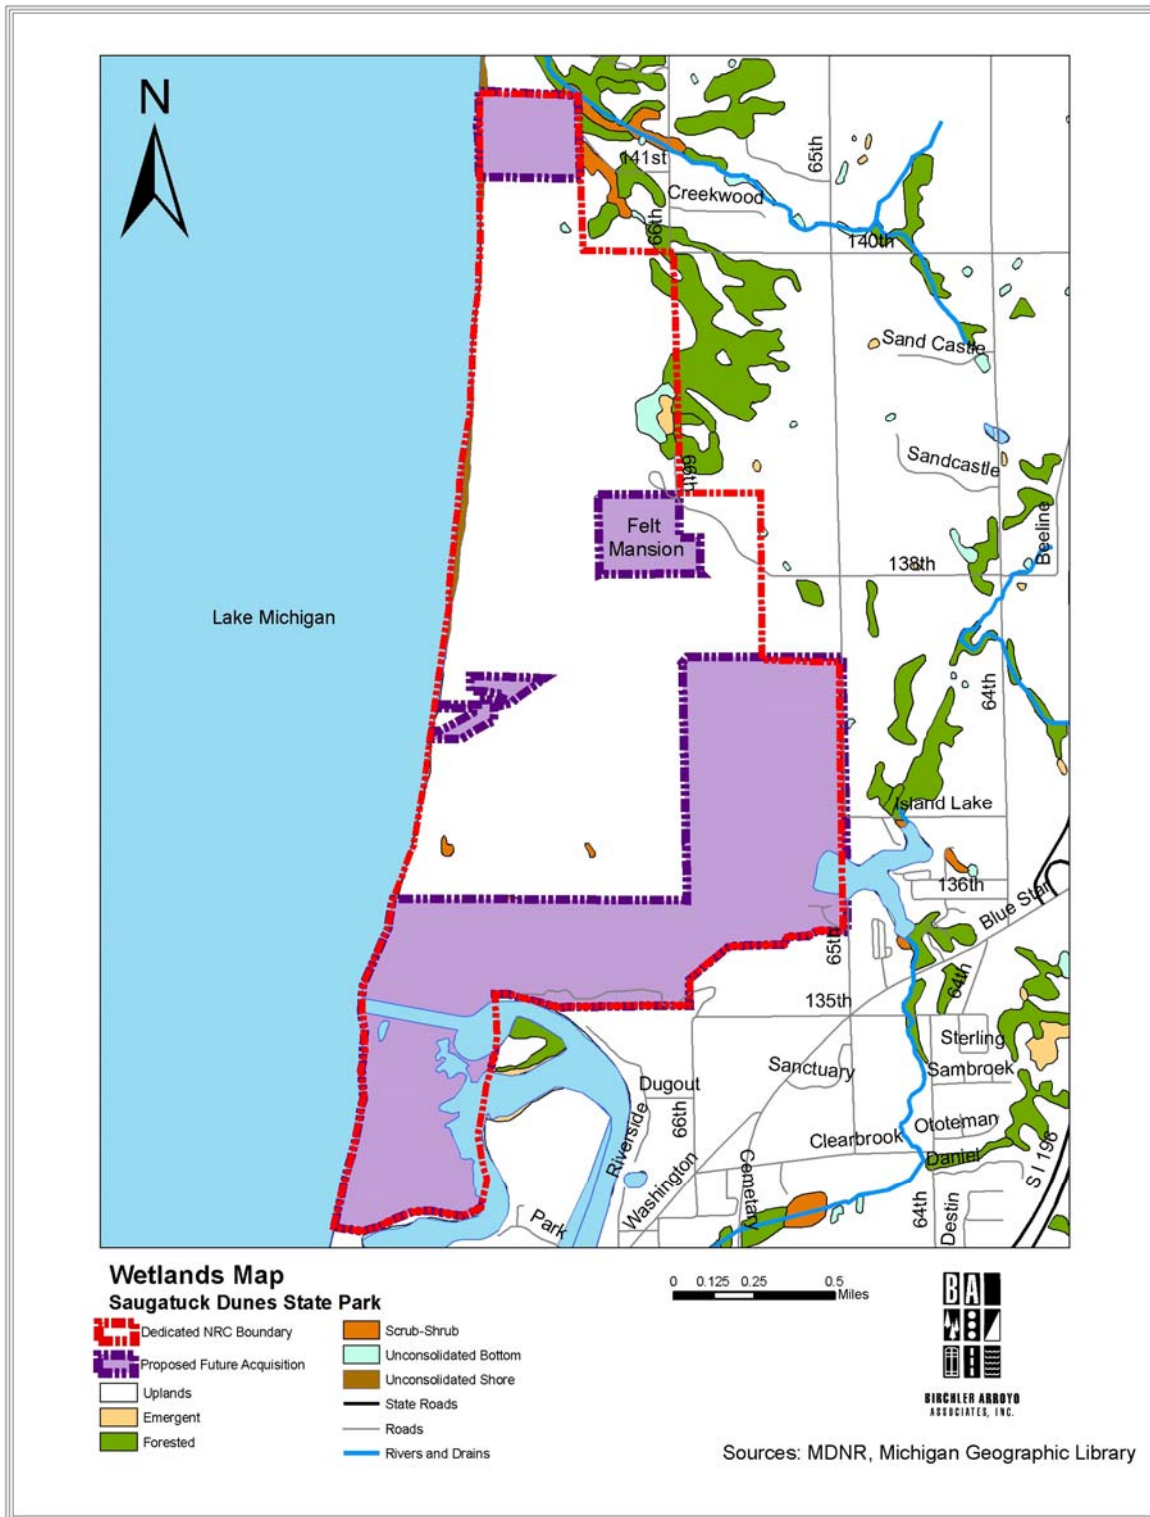 N
141st
65th
Creekwood
66th
140th
Sand Castle
66th
Sandcastle
Felt
Mansion
138th
Beeline
Lake Michigan
64th
Island Lake
136th
Blue Star
65th
64th
135th
Sterling
Sanctuary
Sambroek
Dugout
66th
Ototeman
Clearbrook
Riverside
Daniel
S I 196
Washington
Cemetary
Park
64th
Destin
Wetlands Map
Saugatuck Dunes State Park
Dedicated NRC Boundary
Proposed Future Acquisition
Uplands
Emergent
Forested
Scrub-Shrub
Unconsolidated Bottom
Unconsolidated Shore
State Roads
Roads
Rivers and Drains
0 0.125 0.25 0.5
Miles
BA
BIRCHLER ARROYO
ASSOCIATES, INC.
Sources: MDNR, Michigan Geographic Library